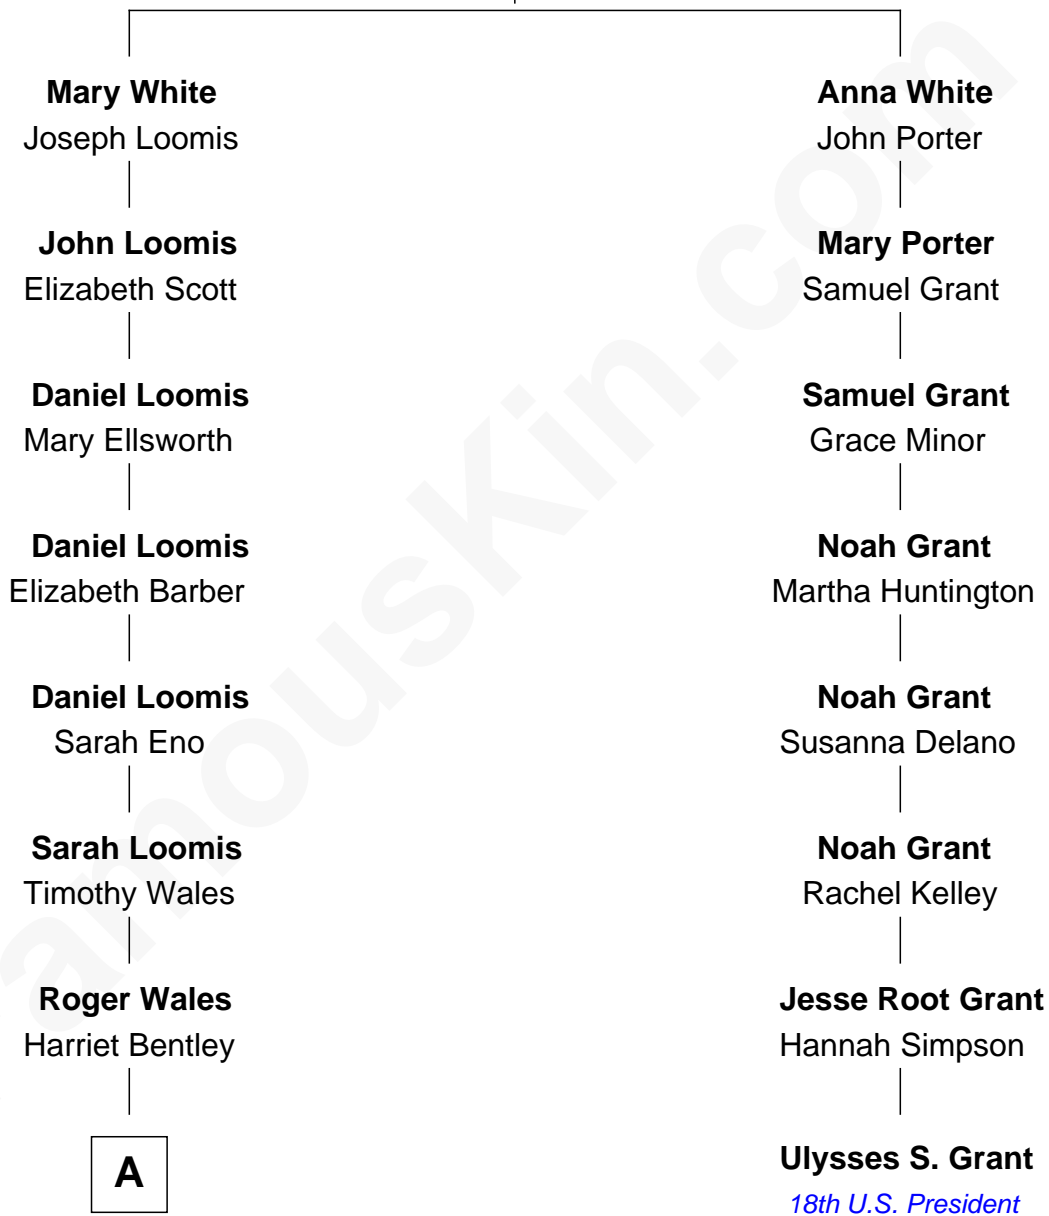 Mary White
Joseph Loomis
John Loomis
Elizabeth Scott
Daniel Loomis
Mary Ellsworth
Daniel Loomis
Elizabeth Barber
Daniel Loomis
Sarah Eno
Sarah Loomis
Timothy Wales
Roger Wales
Harriet Bentley
A
Anna White
John Porter
Mary Porter
Samuel Grant
Samuel Grant
Grace Minor
Noah Grant
Martha Huntington
Noah Grant
Susanna Delano
Noah Grant
Rachel Kelley
Jesse Root Grant
Hannah Simpson
Ulysses S. Grant
18th U.S. President
amousKin.com